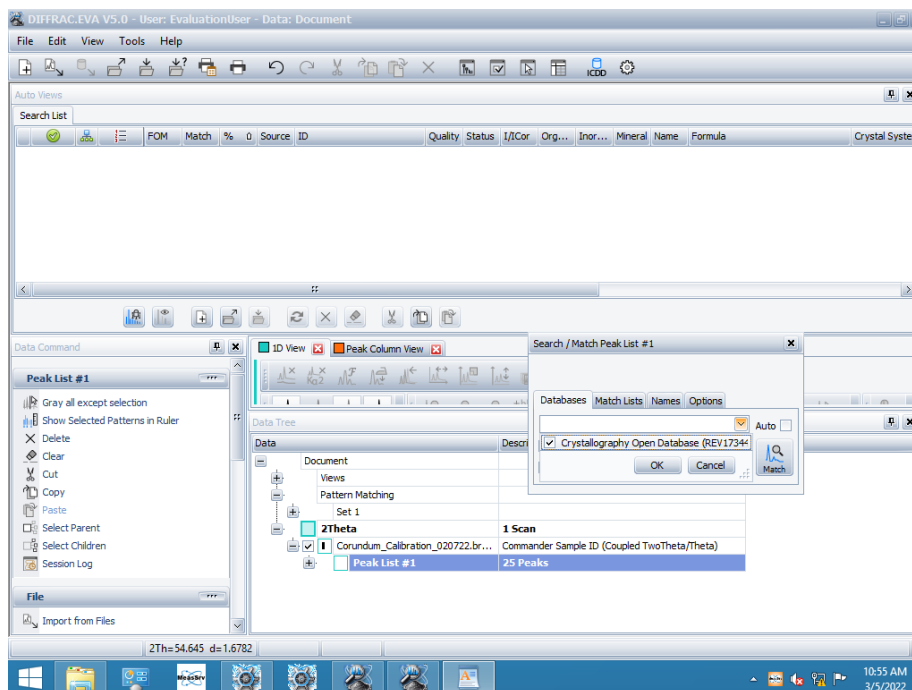 DIFFRAC.EVA V5.0 - User: EvaluationUser - Data: Document
File Edit View Tools Help
ICDD
Auto Views
Search List
FOM Match % Source ID Quality Status I/ICor Org... Inor... Mineral Name Formula Crystal Syste
Data Command
Peak List #1
Gray all except selection
Show Selected Patterns in Ruler
Delete
Clear
Cut
Copy
Paste
Select Parent
Select Children
Session Log
File
Import from Files
1D View Peak Column View
Kα2
Data Tree
Data Descri
Document
Views
Pattern Matching
Set 1
2Theta 1 Scan
Corundum_Calibration_020722.br... Commander Sample ID (Coupled TwoTheta/Theta)
Peak List #1 25 Peaks
Search / Match Peak List #1
Databases Match Lists Names Options
Auto
Crystallography Open Database (REV17344
OK Cancel
Match
2Th=54.645 d=1.6782
MeasSrv
10:55 AM
3/5/2022